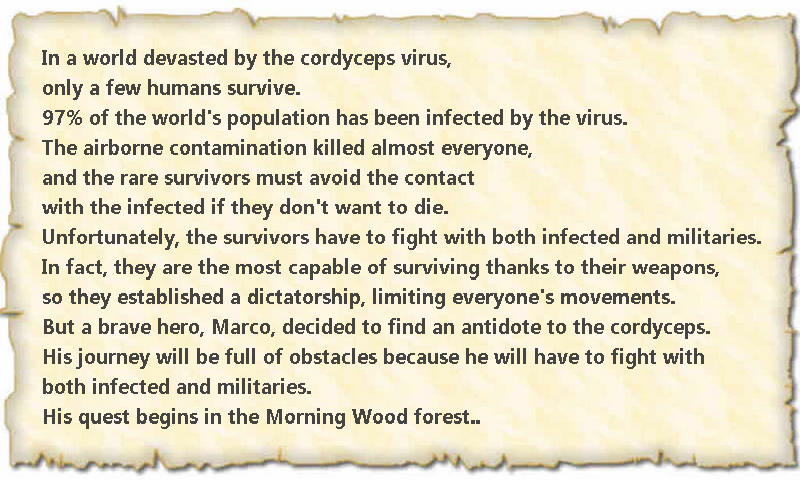 In a world devasted by the cordyceps virus,
only a few humans survive.
97% of the world's population has been infected by the virus.
The airborne contamination killed almost everyone,
and the rare survivors must avoid the contact
with the infected if they don't want to die.
Unfortunately, the survivors have to fight with both infected and militaries.
In fact, they are the most capable of surviving thanks to their weapons,
so they established a dictatorship, limiting everyone's movements.
But a brave hero, Marco, decided to find an antidote to the cordyceps.
His journey will be full of obstacles because he will have to fight with
both infected and militaries.
His quest begins in the Morning Wood forest..